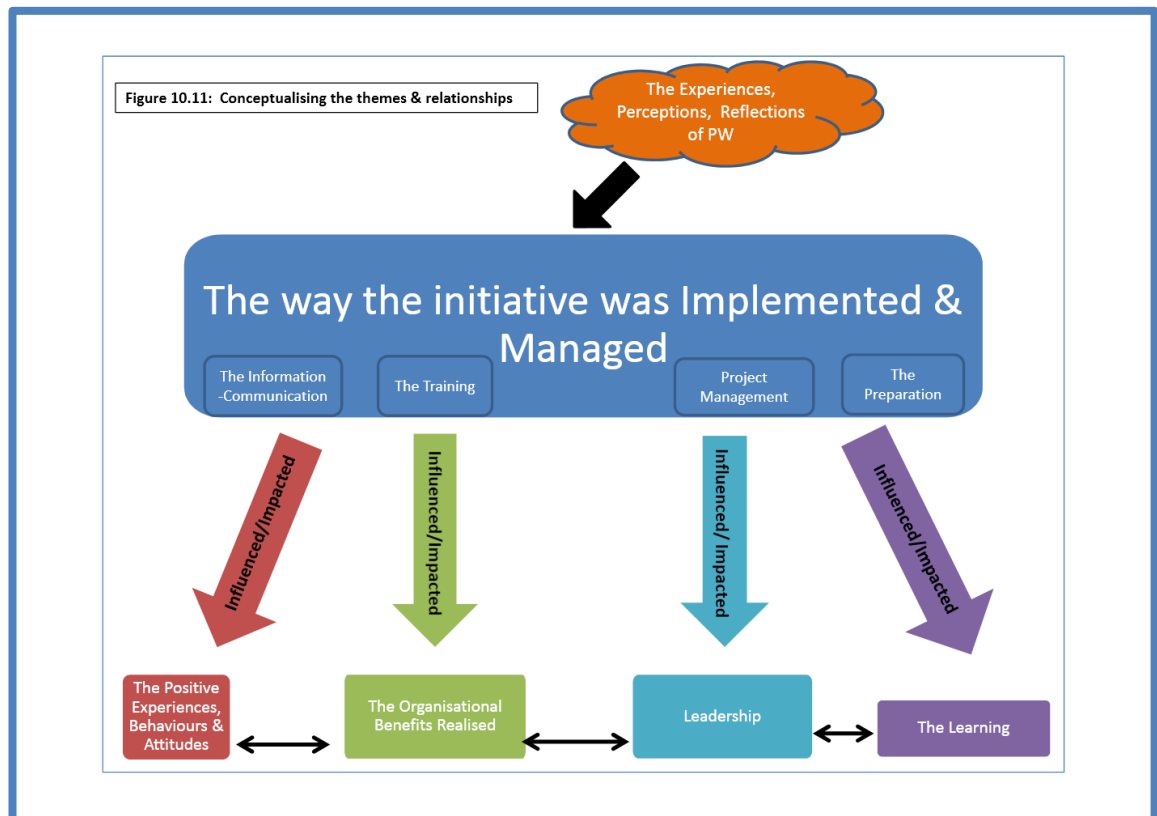 Figure 10.11:  Conceptualising the themes & relationships
The Experiences,
Perceptions, Reflections
of PW
The way the initiative was Implemented &
Managed
The Information
-Communication
The Training
Project
Management
The
Preparation
Influenced/Impacted
Influenced/Impacted
Influenced/ Impacted
Influenced/Impacted
The Positive
Experiences,
Behaviours &
Attitudes
The Organisational
Benefits Realised
Leadership
The Learning